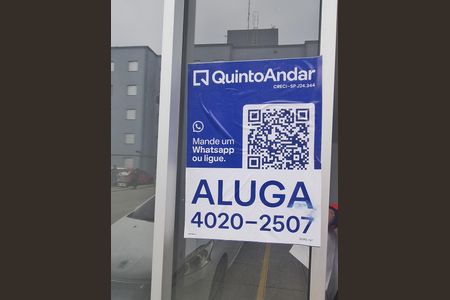 QuintoAndar
CRECI-SP J24.344
Mande um
Whatsapp
ou ligue.
ALUGA
4020-2507